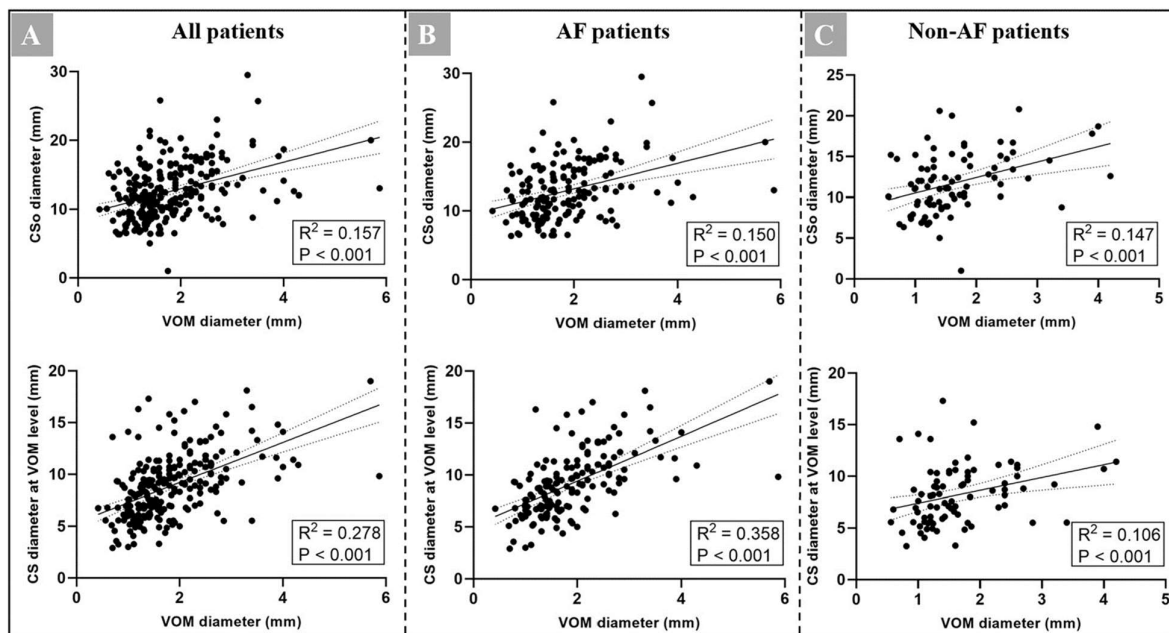 A All patients
CSo diameter (mm)
30
20
10
0
R² = 0.157
P < 0.001
0 2 4 6
VOM diameter (mm)
CS diameter at VOM level (mm)
20
15
10
5
0
R² = 0.278
P < 0.001
0 2 4 6
VOM diameter (mm)
B AF patients
CSo diameter (mm)
30
20
10
0
R² = 0.150
P < 0.001
0 2 4 6
VOM diameter (mm)
CS diameter at VOM level (mm)
20
15
10
5
0
R² = 0.358
P < 0.001
0 2 4 6
VOM diameter (mm)
C Non-AF patients
CSo diameter (mm)
25
20
15
10
5
0
R² = 0.147
P < 0.001
0 1 2 3 4 5
VOM diameter (mm)
CS diameter at VOM level (mm)
20
15
10
5
0
R² = 0.106
P < 0.001
0 1 2 3 4 5
VOM diameter (mm)